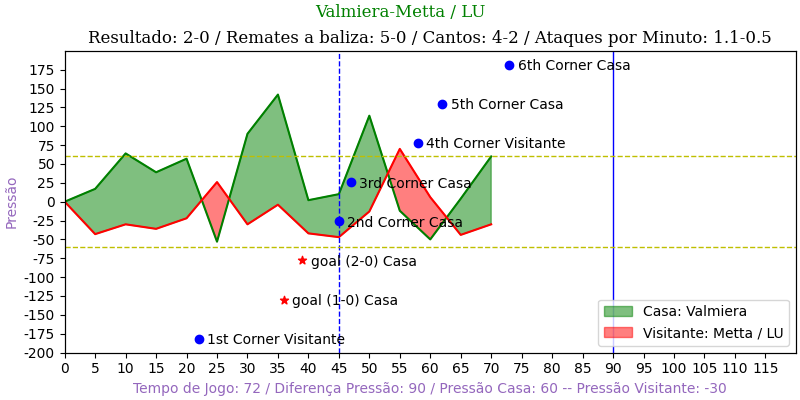 Valmiera-Metta / LU
Resultado: 2-0 / Remates a baliza: 5-0 / Cantos: 4-2 / Ataques por Minuto: 1.1-0.5
Pressão
175
150
125
100
75
50
25
0
-25
-50
-75
-100
-125
-150
-175
-200
6th Corner Casa
5th Corner Casa
4th Corner Visitante
3rd Corner Casa
2nd Corner Casa
goal (2-0) Casa
goal (1-0) Casa
1st Corner Visitante
Casa: Valmiera
Visitante: Metta / LU
0 5 10 15 20 25 30 35 40 45 50 55 60 65 70 75 80 85 90 95 100 105 110 115
Tempo de Jogo: 72 / Diferença Pressão: 90 / Pressão Casa: 60 -- Pressão Visitante: -30